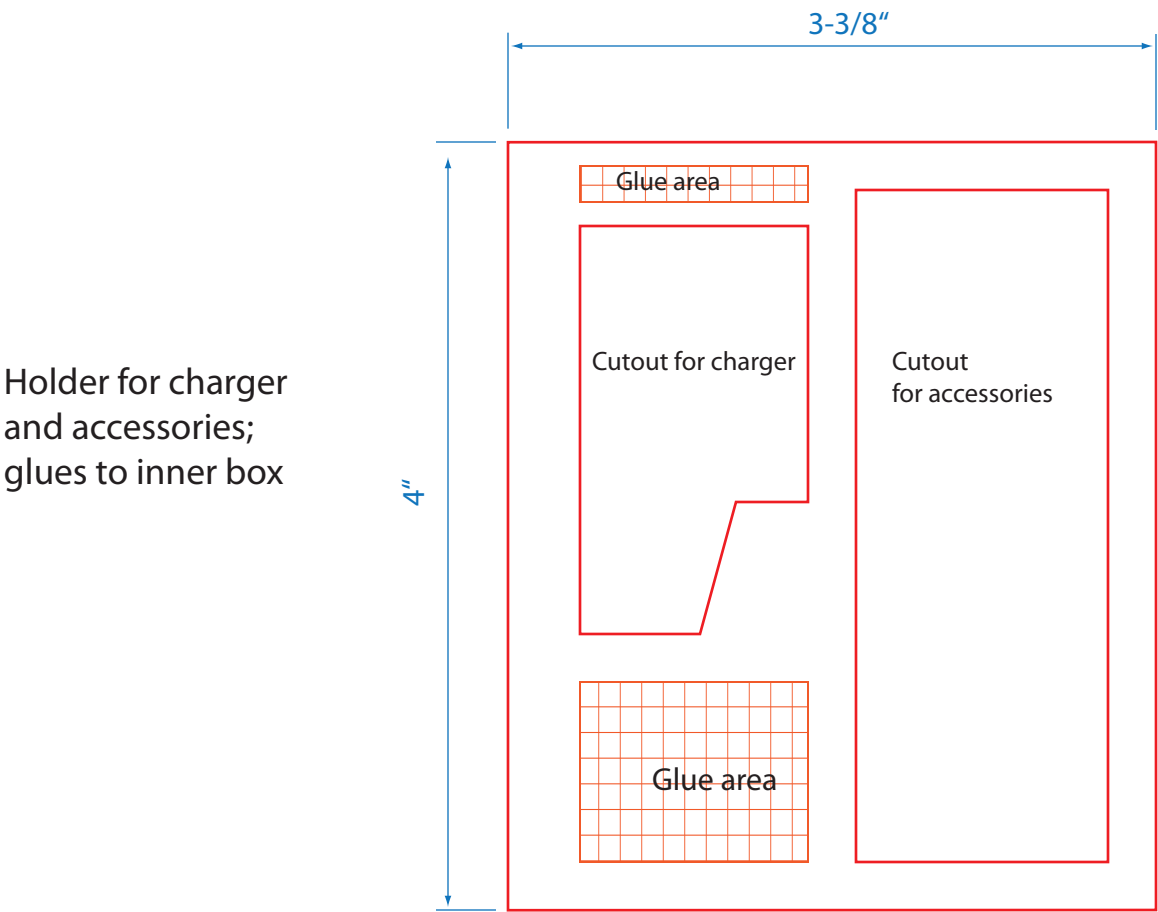 3-3/8“
Glue area
Cutout for charger
Cutout
for accessories
Holder for charger
and accessories;
glues to inner box
4“
Glue area